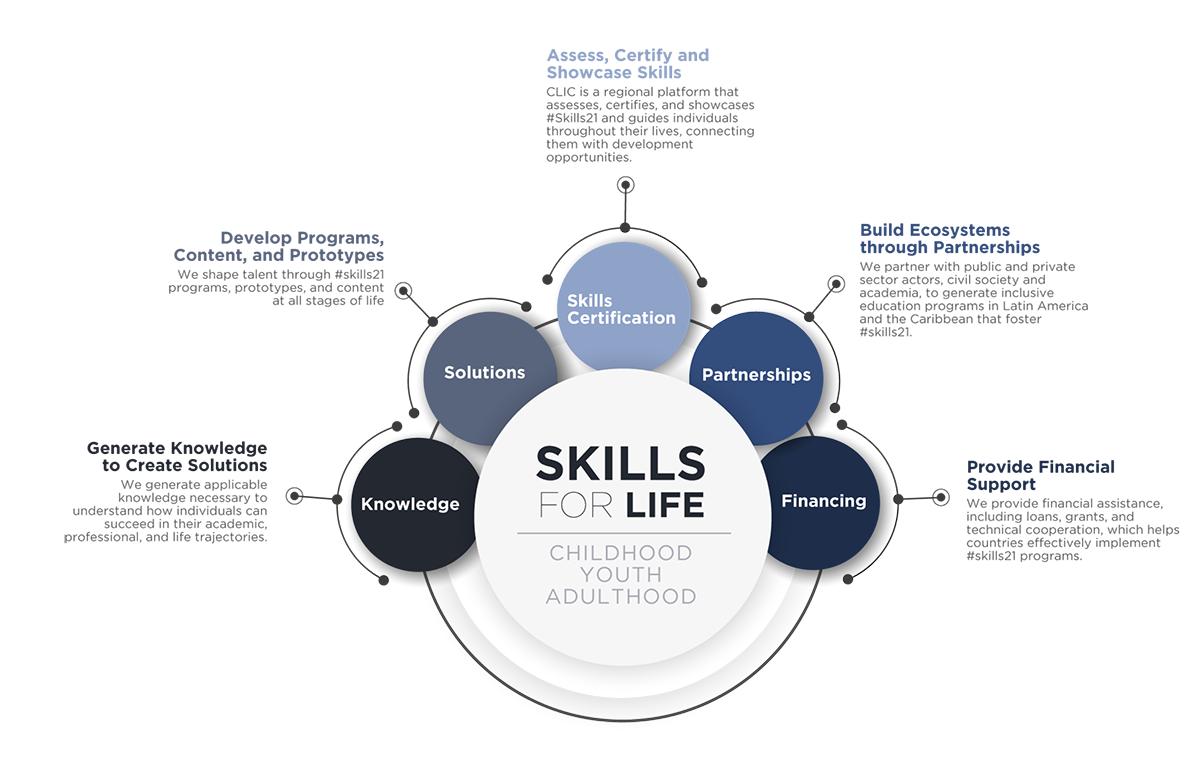 Assess, Certify and
Showcase Skills
CLIC is a regional platform that
assesses, certifies, and showcases
#Skills21 and guides individuals
throughout their lives, connecting
them with development
opportunities.
Develop Programs,
Content, and Prototypes
We shape talent through #skills21
programs, prototypes, and content
at all stages of life
Build Ecosystems
through Partnerships
We partner with public and private
sector actors, civil society and
academia, to generate inclusive
education programs in Latin America
and the Caribbean that foster
#skills21.
Skills
Certification
Solutions
Partnerships
Generate Knowledge
to Create Solutions
We generate applicable
knowledge necessary to
understand how individuals can
succeed in their academic,
professional, and life trajectories.
Knowledge
SKILLS
FOR LIFE
CHILDHOOD
YOUTH
ADULTHOOD
Financing
Provide Financial
Support
We provide financial assistance,
including loans, grants, and
technical cooperation, which helps
countries effectively implement
#skills21 programs.